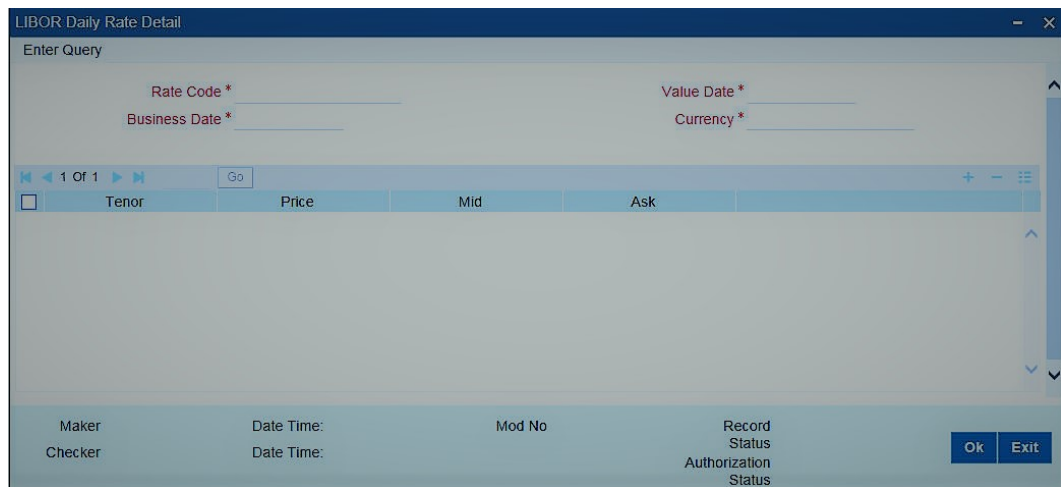 LIBOR Daily Rate Detail
Enter Query
Rate Code *
Value Date *
Business Date *
Currency *
1 Of 1 Go
Tenor Price Mid Ask
Maker Date Time: Mod No Record Status
Checker Date Time: Authorization Status
Ok Exit